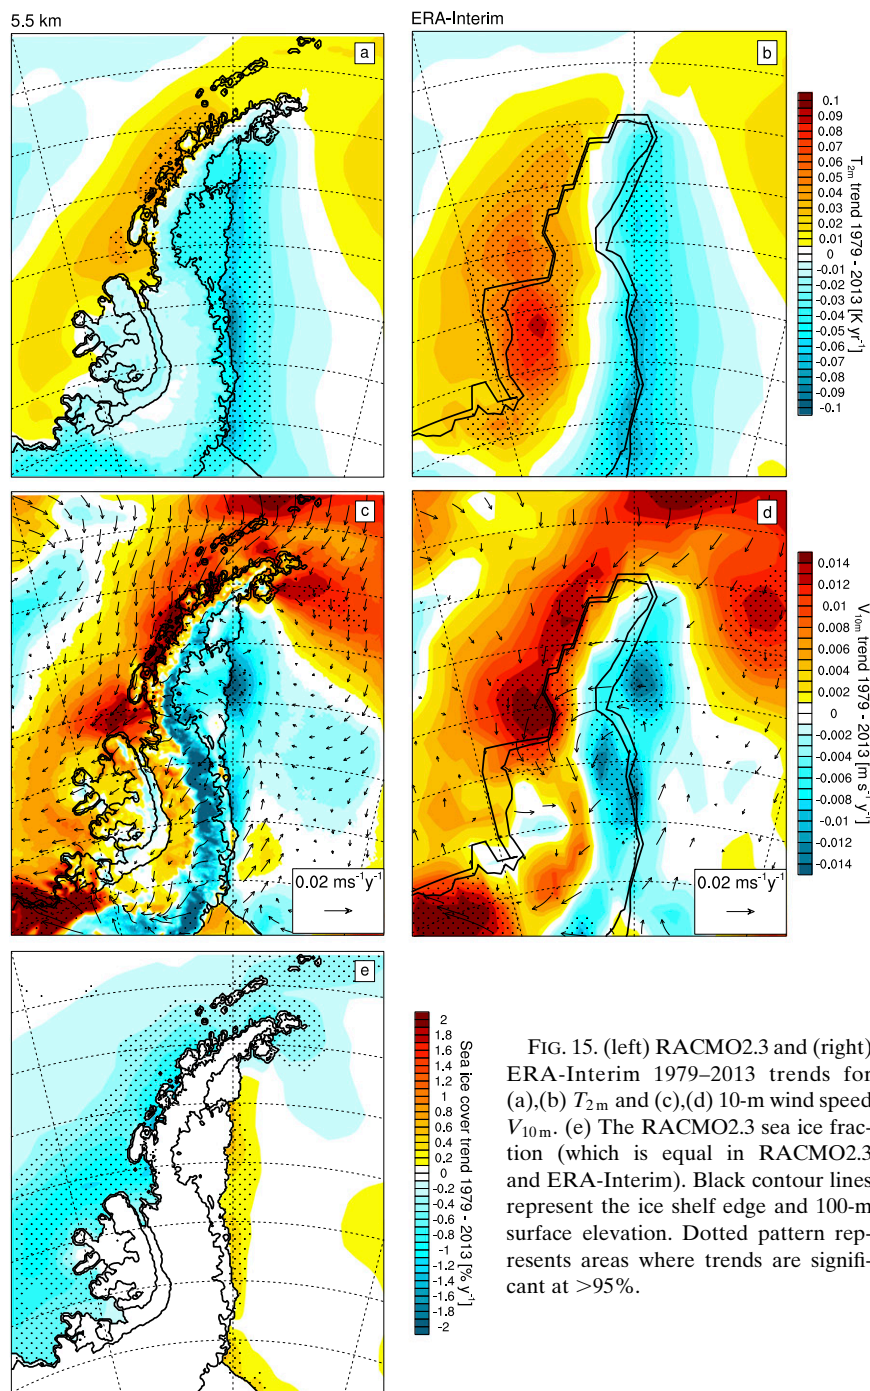 5.5 km
ERA-Interim
a
b
0.1
0.09
0.08
0.07
0.06
0.05
0.04
0.03
0.02
0.01
0
-0.01
-0.02
-0.03
-0.04
-0.05
-0.06
-0.07
-0.08
-0.09
-0.1
T2m trend 1979 - 2013 [K yr-1]
c
0.02 ms-1y-1
d
0.02 ms-1y-1
0.014
0.012
0.01
0.008
0.006
0.004
0.002
0
-0.002
-0.004
-0.006
-0.008
-0.01
-0.012
-0.014
V10m trend 1979 - 2013 [m s-1 y-1]
e
2
1.8
1.6
1.4
1.2
1
0.8
0.6
0.4
0.2
0
-0.2
-0.4
-0.6
-0.8
-1
-1.2
-1.4
-1.6
-1.8
-2
Sea ice cover trend 1979 - 2013 [% y-1]
FIG. 15. (left) RACMO2.3 and (right)
ERA-Interim 1979–2013 trends for
(a),(b) T2m and (c),(d) 10-m wind speed
V10m. (e) The RACMO2.3 sea ice frac-
tion (which is equal in RACMO2.3
and ERA-Interim). Black contour lines
represent the ice shelf edge and 100-m
surface elevation. Dotted pattern rep-
resents areas where trends are signifi-
cant at >95%.